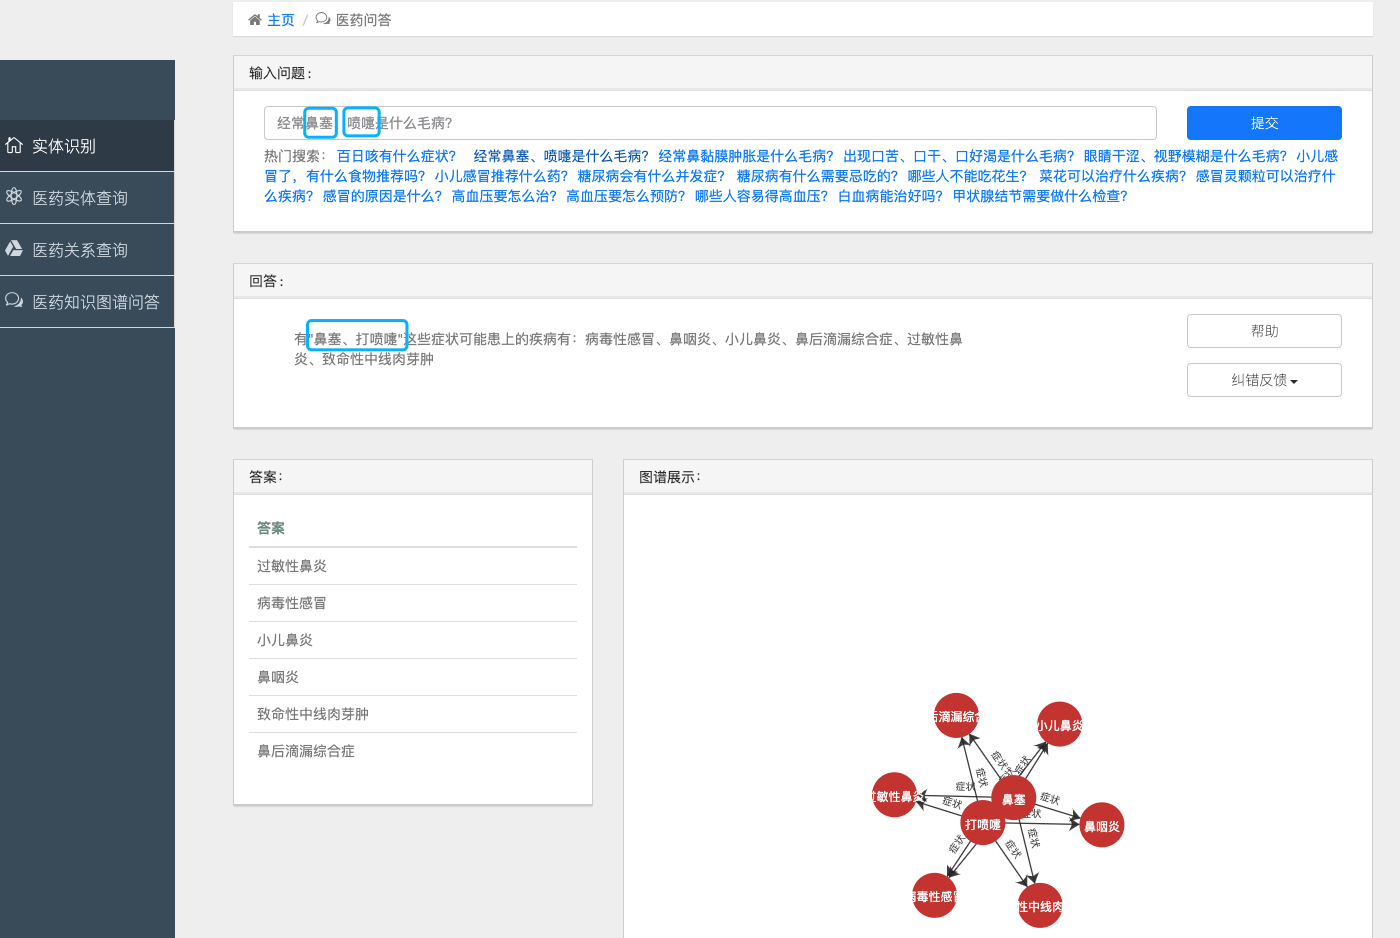 主页 / 医药问答
实体识别
医药实体查询
医药关系查询
医药知识图谱问答
输入问题：
经常鼻塞、喷嚏是什么毛病？
提交
热门搜索： 百日咳有什么症状？ 经常鼻塞、喷嚏是什么毛病？ 经常鼻黏膜肿胀是什么毛病？ 出现口苦、口干、口好渴是什么毛病？ 眼睛干涩、视野模糊是什么毛病？ 小儿感
冒了，有什么食物推荐吗？ 小儿感冒推荐什么药？ 糖尿病会有什么并发症？ 糖尿病有什么需要忌吃的？ 哪些人不能吃花生？ 菜花可以治疗什么疾病？ 感冒灵颗粒可以治疗什
么疾病？ 感冒的原因是什么？ 高血压要怎么治？ 高血压要怎么预防？ 哪些人容易得高血压？ 白血病能治好吗？ 甲状腺结节需要做什么检查？
回答：
有"鼻塞、打喷嚏"这些症状可能患上的疾病有：病毒性感冒、鼻咽炎、小儿鼻炎、鼻后滴漏综合症、过敏性鼻
炎、致命性中线肉芽肿
帮助
纠错反馈
答案：
答案
过敏性鼻炎
病毒性感冒
小儿鼻炎
鼻咽炎
致命性中线肉芽肿
鼻后滴漏综合症
图谱展示：
后滴漏综合
小儿鼻炎
症状
症状
症状
症状
过敏性鼻炎
症状
症状
鼻塞
症状
打喷嚏
症状
鼻咽炎
症状
症状
症状
病毒性感冒
性中线肉